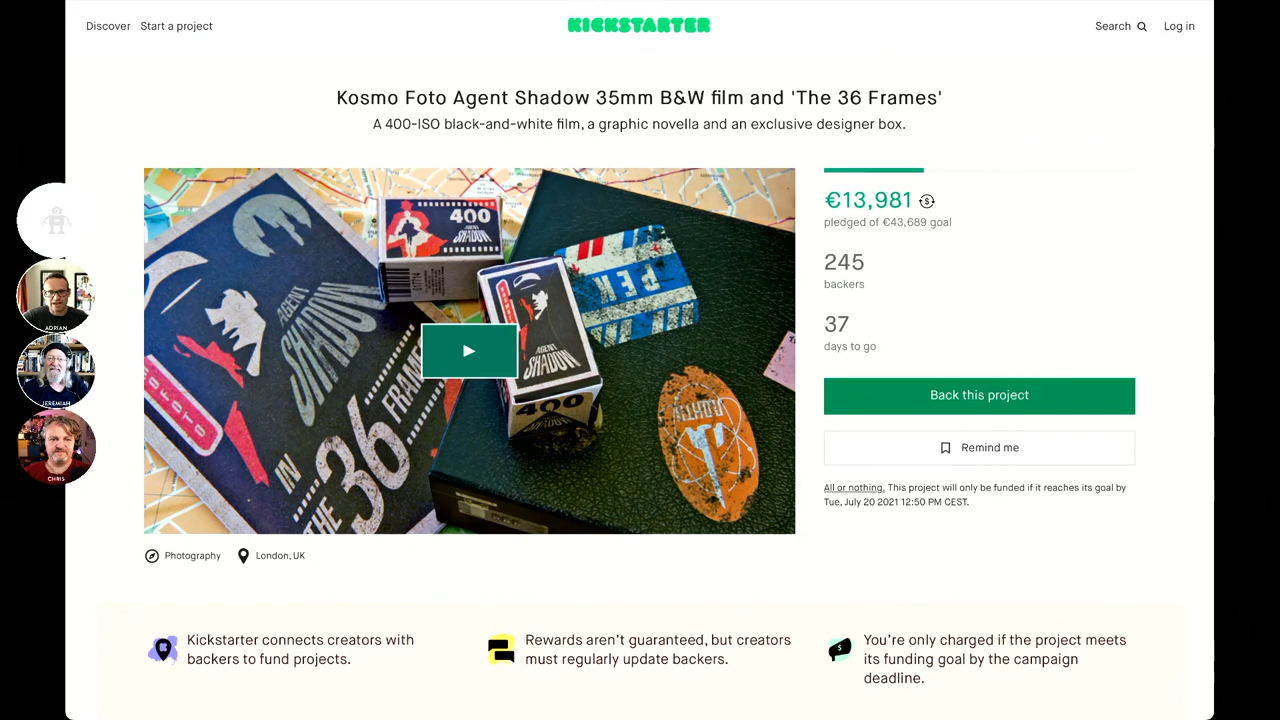 Discover Start a project
KICKSTARTER
Search
Log in
Kosmo Foto Agent Shadow 35mm B&W film and 'The 36 Frames'
A 400-ISO black-and-white film, a graphic novella and an exclusive designer box.
AGENT
SHADOW
IN
THE 36
FRAMES
400
AGENT
SHADOW
AGENT
SHADOW
400
€13,981
pledged of €43,689 goal
245
backers
37
days to go
Back this project
Remind me
All or nothing. This project will only be funded if it reaches its goal by
Tue, July 20 2021 12:50 PM CEST.
ADRIAN
JEREMIAH
CHRIS
Photography
London, UK
Kickstarter connects creators with
backers to fund projects.
Rewards aren't guaranteed, but creators
must regularly update backers.
You're only charged if the project meets
its funding goal by the campaign
deadline.